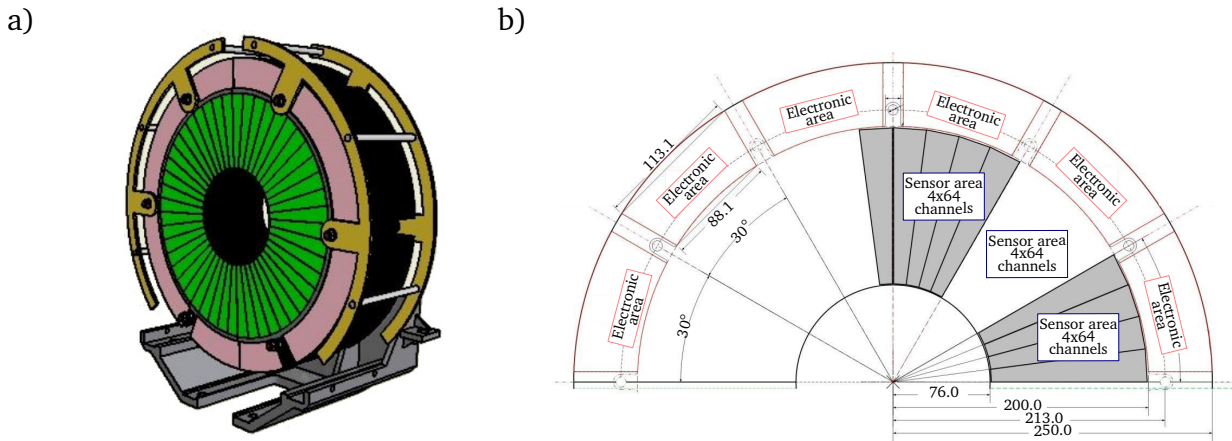 a)
b)
Electronic
area
Electronic
area
113.1
Electronic
area
Electronic
area
88.1
Sensor area
4x64
channels
30°
Sensor area
4x64
channels
Electronic
area
30°
Electronic
area
Sensor area
4x64
channels
76.0
200.0
213.0
250.0